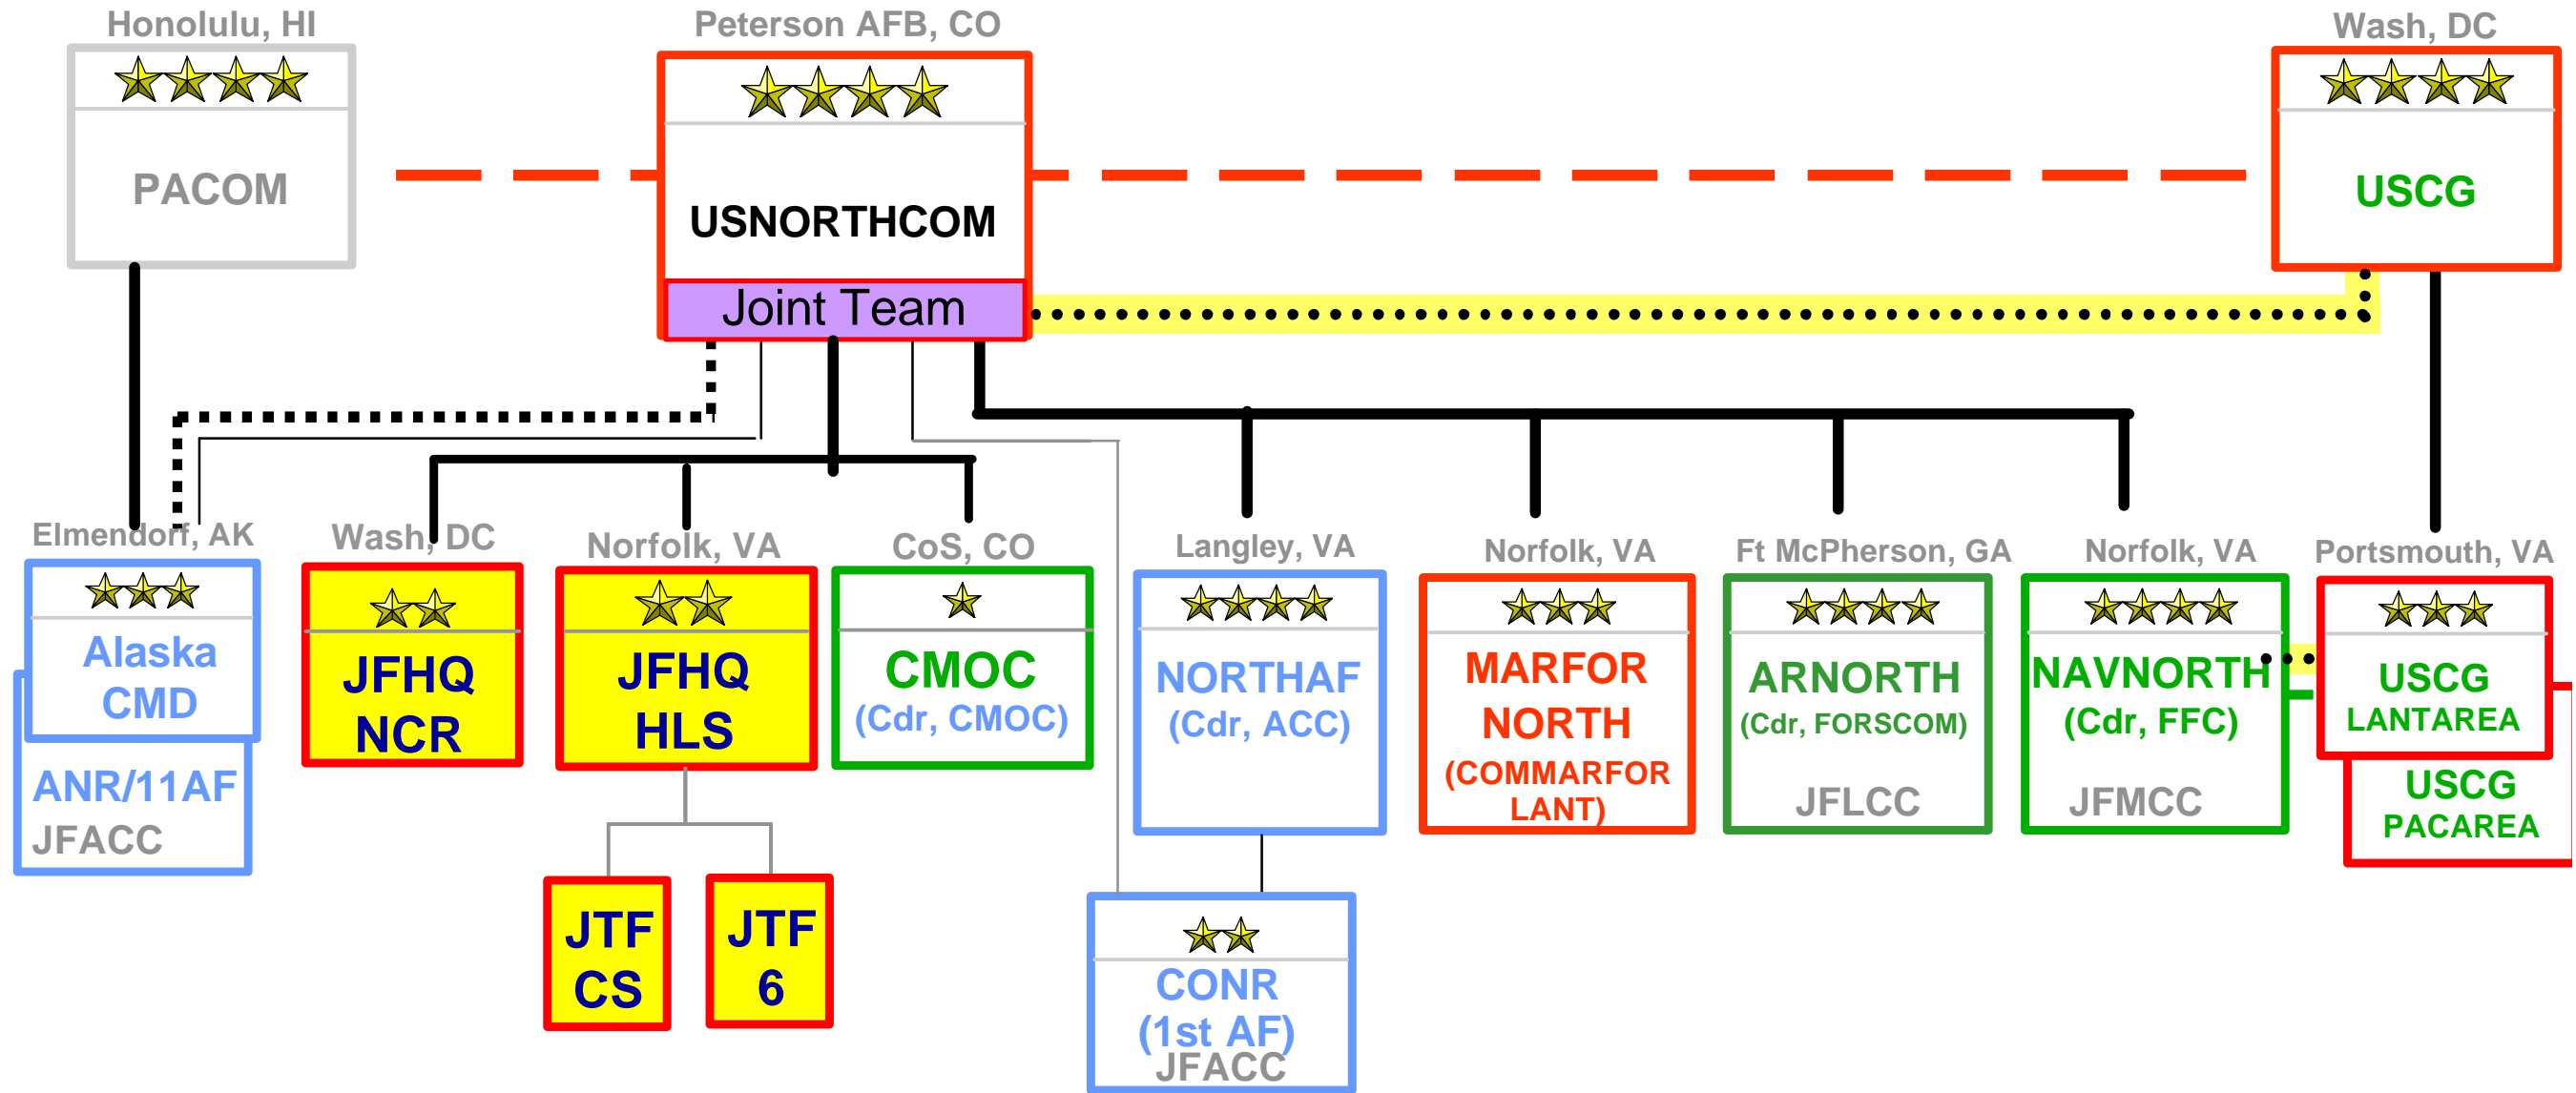 Honolulu, HI
PACOM
Peterson AFB, CO
USNORTHCOM
Joint Team
Wash, DC
USCG
Elmendorf, AK
Alaska
CMD
ANR/11AF
JFACC
Wash, DC
JFHQ
NCR
Norfolk, VA
JFHQ
HLS
JTF
CS
JTF
6
CoS, CO
CMOC
(Cdr, CMOC)
Langley, VA
NORTHAF
(Cdr, ACC)
CONR
(1st AF)
JFACC
Norfolk, VA
MARFOR
NORTH
(COMMARFOR
LANT)
Ft McPherson, GA
ARNORTH
(Cdr, FORSCOM)
JFLCC
Norfolk, VA
NAVNORTH
(Cdr, FFC)
JFMCC
Portsmouth, VA
USCG
LANTAREA
USCG
PACAREA